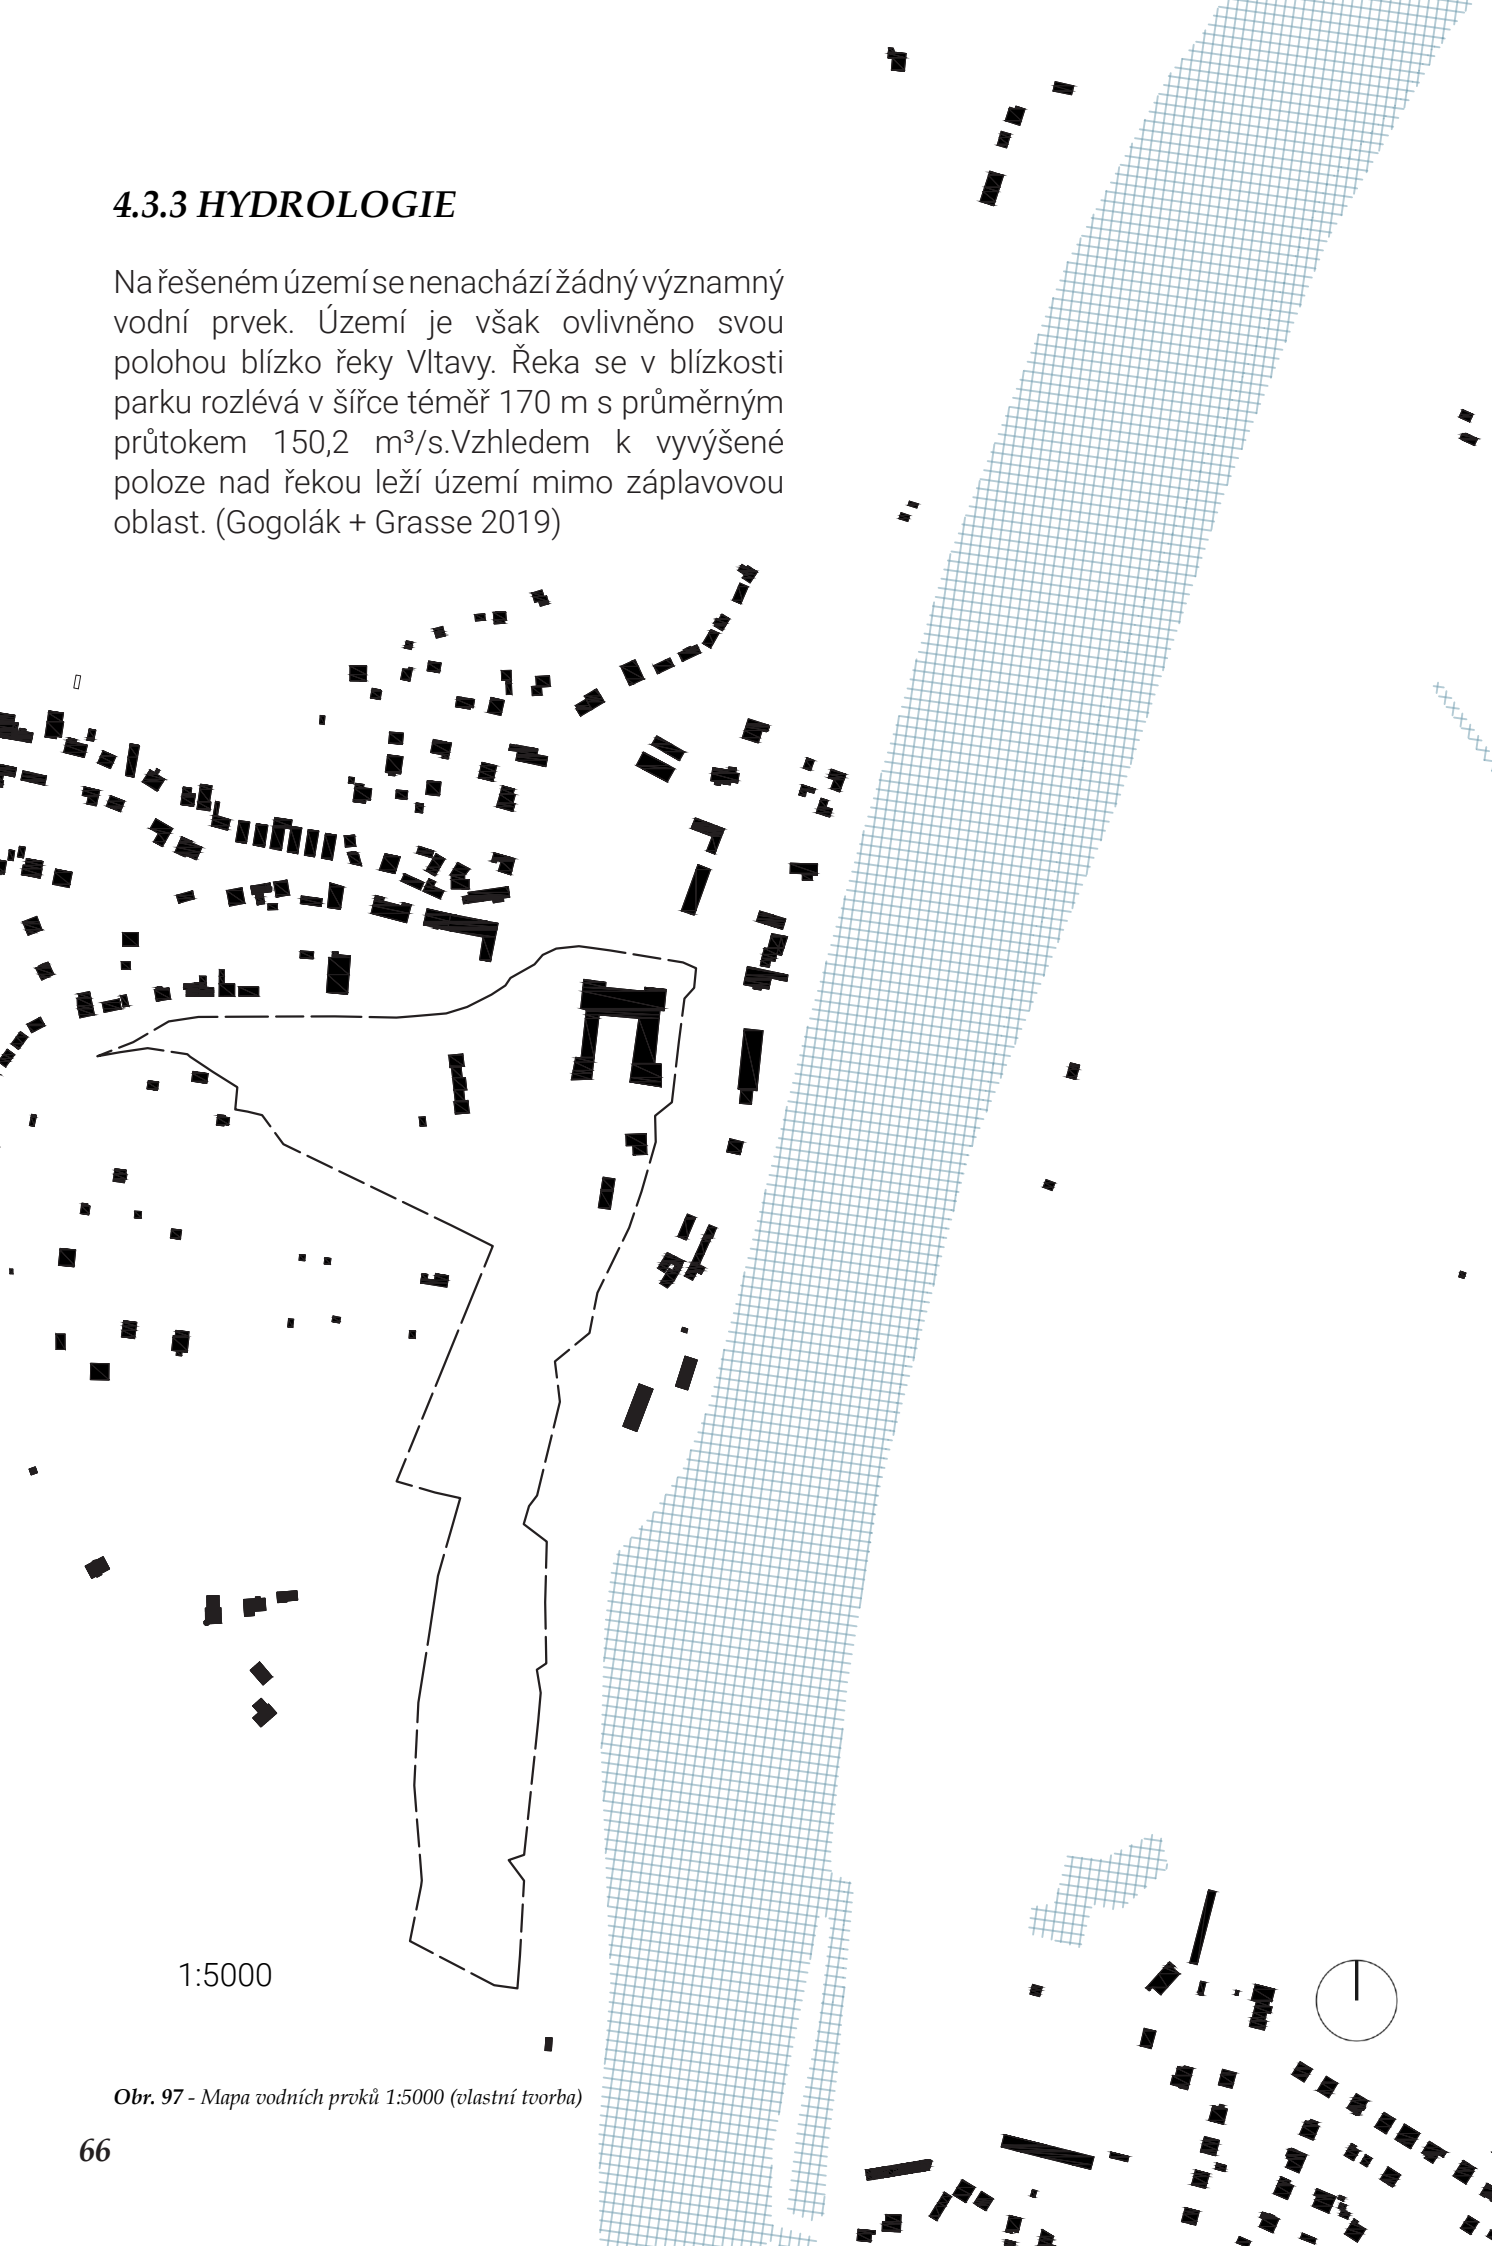 4.3.3 HYDROLOGIE
Na řešeném území se nenachází žádný významný
vodní prvek. Území je však ovlivněno svou
polohou blízko řeky Vltavy. Řeka se v blízkosti
parku rozlévá v šířce téměř 170 m s průměrným
průtokem 150,2 m³/s.Vzhledem k vyvýšené
poloze nad řekou leží území mimo záplavovou
oblast. (Gogolák + Grasse 2019)
1:5000
Obr. 97 - Mapa vodních prvků 1:5000 (vlastní tvorba)
66